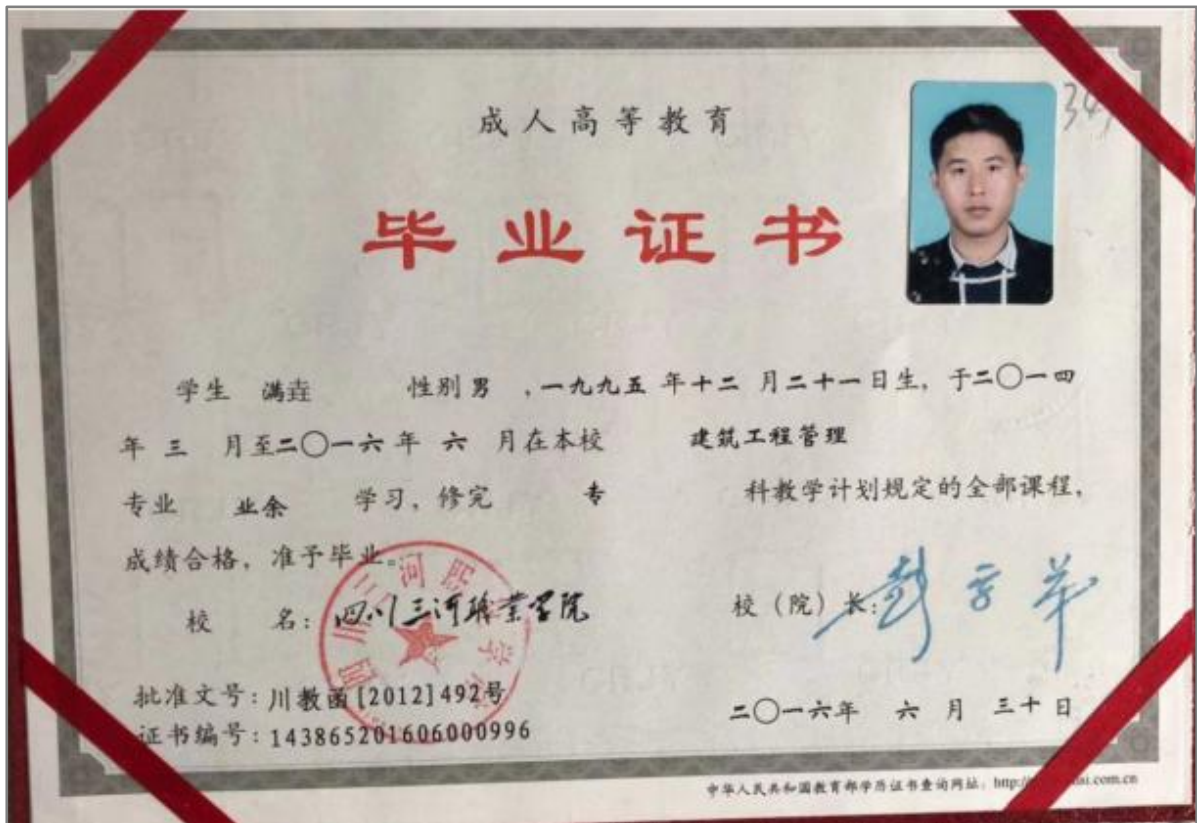 成人高等教育
毕业证书
学生 满垚 性别 男 ，一九九五 年 十二 月 二十一 日生，于二〇一四
年 三 月至二〇一六 年 六 月在本校 建筑工程管理
专业 业余 学习，修完 专 科教学计划规定的全部课程，
成绩合格，准予毕业。
校 名：四川三河职业学院 校（院）长：
批准文号：川教函[2012]492号
二〇一六年 六 月 三十 日
证书编号：143865201606000996
中华人民共和国教育部学历证书查询网址：http:/